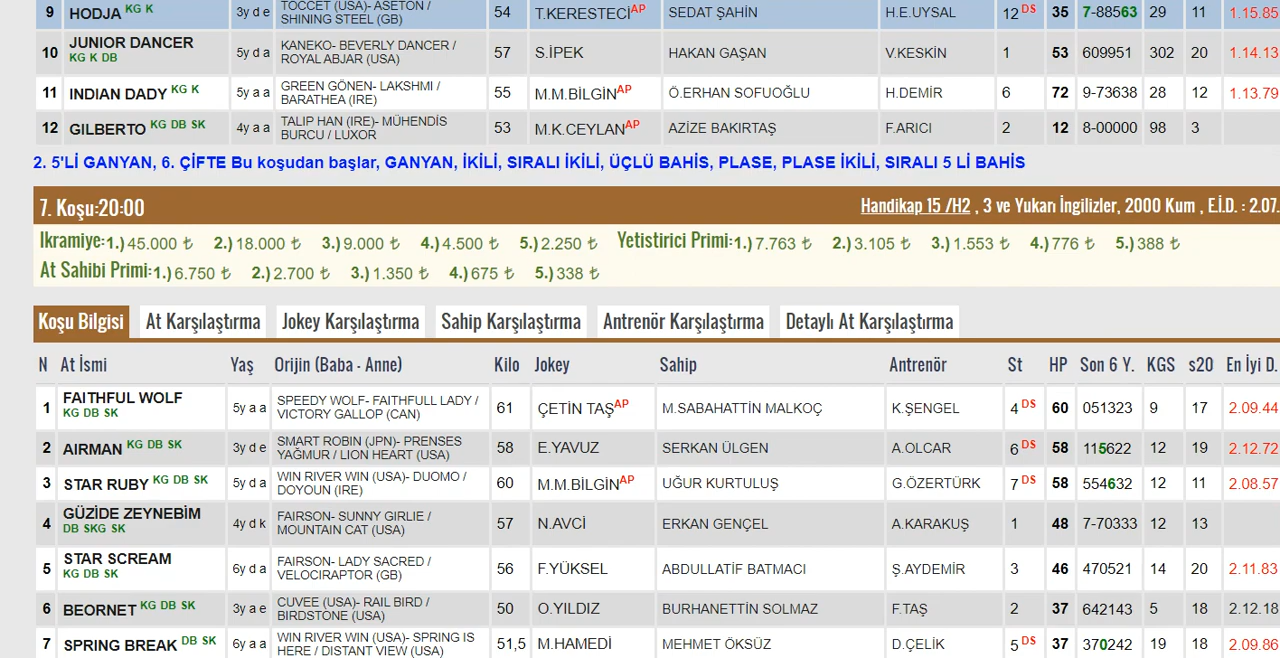 9 HODJA KG K 3y d e TOCCET (USA)- ASETON / SHINING STEEL (GB) 54 T.KERESTECİAP SEDAT ŞAHİN H.E.UYSAL 12 DS 35 7-88563 29 11 1.15.85
10 JUNIOR DANCER KG K DB 5y d a KANEKO- BEVERLY DANCER / ROYAL ABJAR (USA) 57 S.İPEK HAKAN GAŞAN V.KESKİN 1 53 609951 302 20 1.14.13
11 INDIAN DADY KG K 5y a a GREEN GÖNEN- LAKSHMI / BARATHEA (IRE) 55 M.M.BİLGİNAP Ö.ERHAN SOFUOĞLU H.DEMİR 6 72 9-73638 28 12 1.13.79
12 GILBERTO KG DB SK 4y a a TALIP HAN (IRE)- MÜHENDİS BURCU / LUXOR 53 M.K.CEYLANAP AZİZE BAKIRTAŞ F.ARICI 2 12 8-00000 98 3
2. 5'Lİ GANYAN, 6. ÇİFTE Bu koşudan başlar, GANYAN, İKİLİ, SIRALI İKİLİ, ÜÇLÜ BAHİS, PLASE, PLASE İKİLİ, SIRALI 5 Lİ BAHİS
7. Koşu:20:00 Handikap 15 /H2 , 3 ve Yukarı İngilizler, 2000 Kum , E.İ.D. : 2.07.
Ikramiye:1.) 45.000 ₺ 2.) 18.000 ₺ 3.) 9.000 ₺ 4.) 4.500 ₺ 5.) 2.250 ₺ Yetistirici Primi:1.) 7.763 ₺ 2.) 3.105 ₺ 3.) 1.553 ₺ 4.) 776 ₺ 5.) 388 ₺
At Sahibi Primi:1.) 6.750 ₺ 2.) 2.700 ₺ 3.) 1.350 ₺ 4.) 675 ₺ 5.) 338 ₺
Koşu Bilgisi At Karşılaştırma Jokey Karşılaştırma Sahip Karşılaştırma Antrenör Karşılaştırma Detaylı At Karşılaştırma
N At İsmi Yaş Orijin (Baba - Anne) Kilo Jokey Sahip Antrenör St HP Son 6 Y. KGS s20 En İyi D.
1 FAITHFUL WOLF KG DB SK 5y a a SPEEDY WOLF- FAITHFULL LADY / VICTORY GALLOP (CAN) 61 ÇETİN TAŞAP M.SABAHATTİN MALKOÇ K.ŞENGEL 4 DS 60 051323 9 17 2.09.44
2 AIRMAN KG DB SK 3y d e SMART ROBIN (JPN)- PRENSES YAĞMUR / LION HEART (USA) 58 E.YAVUZ SERKAN ÜLGEN A.OLCAR 6 DS 58 115622 12 19 2.12.72
3 STAR RUBY KG DB SK 5y d a WIN RIVER WIN (USA)- DUOMO / DOYOUN (IRE) 60 M.M.BİLGİNAP UĞUR KURTULUŞ G.ÖZERTÜRK 7 DS 58 554632 12 11 2.08.57
4 GÜZİDE ZEYNEBİM DB SKG SK 4y d k FAIRSON- SUNNY GIRLIE / MOUNTAIN CAT (USA) 57 N.AVCİ ERKAN GENÇEL A.KARAKUŞ 1 48 7-70333 12 13
5 STAR SCREAM KG DB SK 6y d a FAIRSON- LADY SACRED / VELOCIRAPTOR (GB) 56 F.YÜKSEL ABDULLATİF BATMACI Ş.AYDEMİR 3 46 470521 14 20 2.11.83
6 BEORNET KG DB SK 3y a e CUVEE (USA)- RAIL BIRD / BIRDSTONE (USA) 50 O.YILDIZ BURHANETTİN SOLMAZ F.TAŞ 2 37 642143 5 18 2.12.18
7 SPRING BREAK DB SK 6y a a WIN RIVER WIN (USA)- SPRING IS HERE / DISTANT VIEW (USA) 51,5 M.HAMEDİ MEHMET ÖKSÜZ D.ÇELİK 5 DS 37 370242 19 18 2.09.86